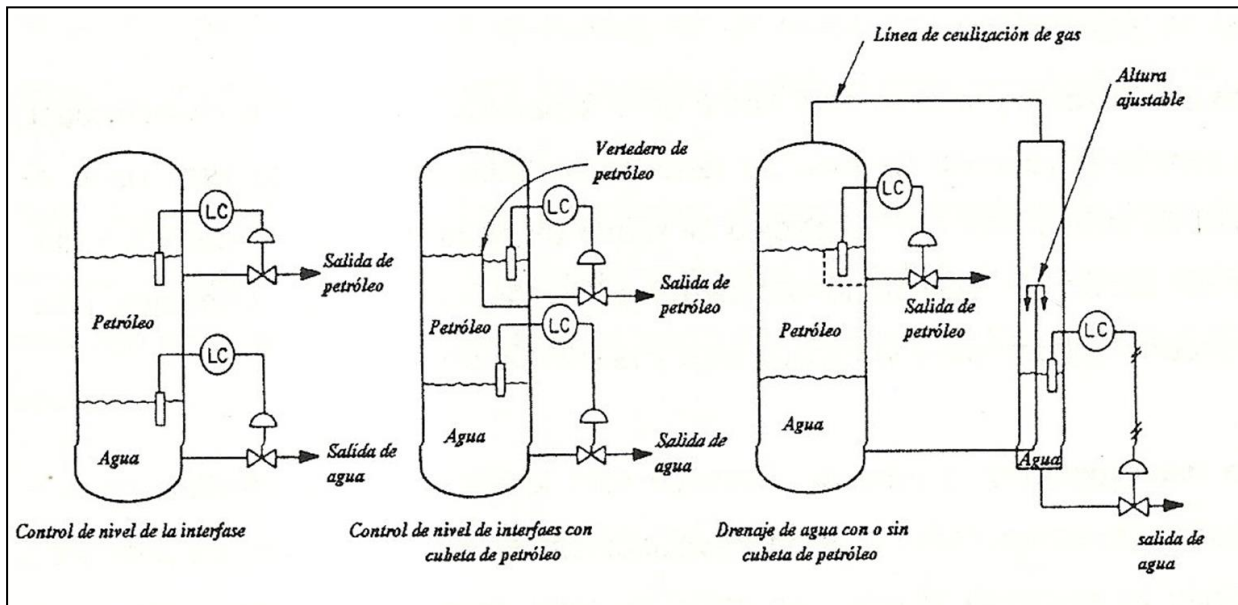 Línea de ceulización de gas
Altura
ajustable
Vertedero de
petróleo
LC
Salida de
petróleo
Petróleo
LC
Agua
Salida de
agua
Control de nivel de la interfase
LC
Salida de
petróleo
Petróleo
LC
Agua
Salida de
agua
Control de nivel de interfaes con
cubeta de petróleo
LC
Salida de
petróleo
Petróleo
Agua
LC
Agua
salida de
agua
Drenaje de agua con o sin
cubeta de petróleo